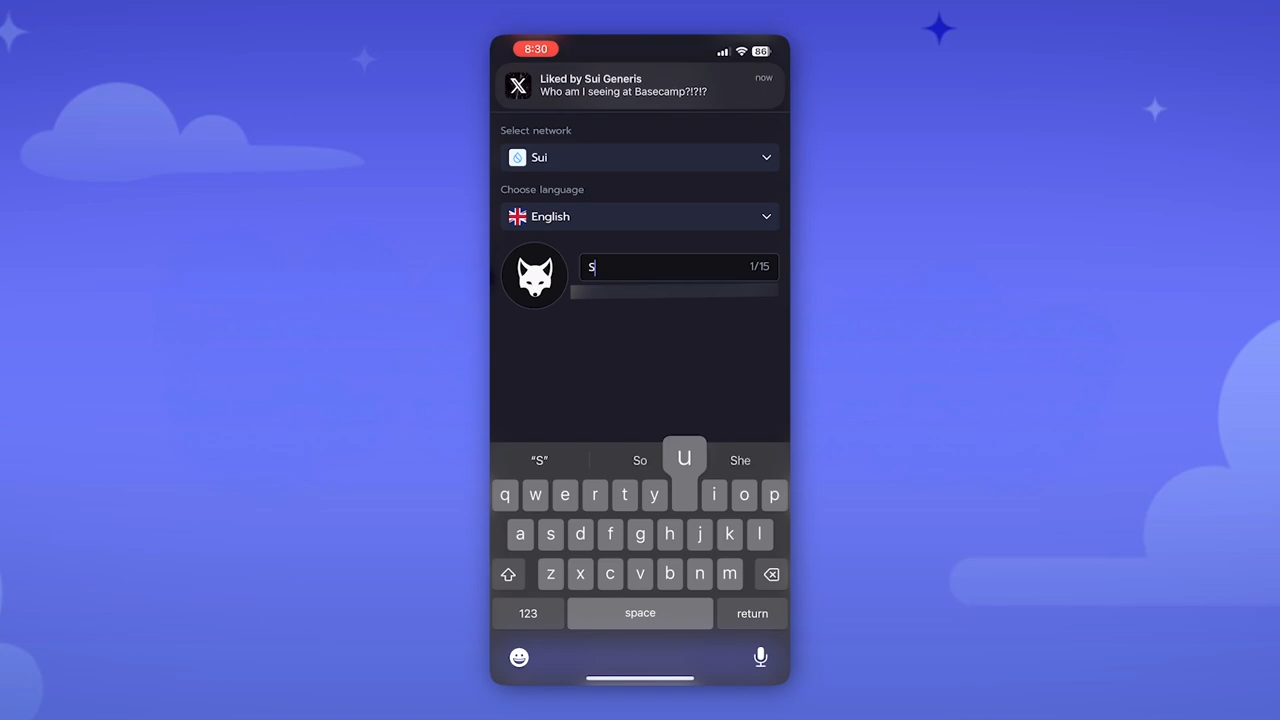 8:30
86
Liked by Sui Generis
now
Who am I seeing at Basecamp?!?!?
Select network
Sui
Choose language
English
S
1/15
“S”
So
u
She
q w e r t y i o p
a s d f g h j k l
z x c v b n m
123
space
return